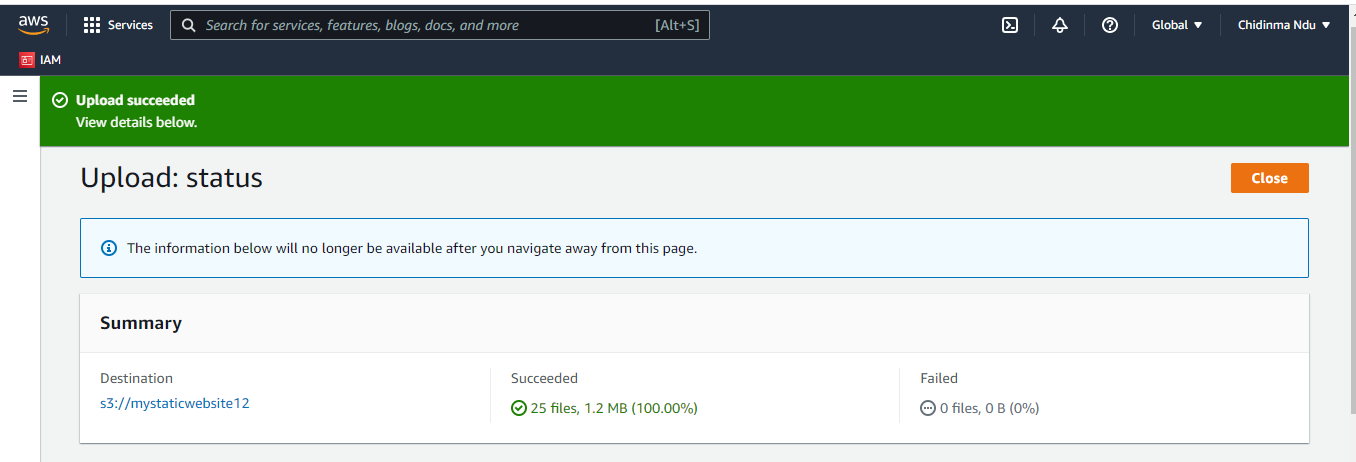 aws
Services
Search for services, features, blogs, docs, and more
[Alt+S]
Global
Chidinma Ndu
IAM
Upload succeeded
View details below.
Upload: status
Close
The information below will no longer be available after you navigate away from this page.
Summary
Destination
s3://mystaticwebsite12
Succeeded
25 files, 1.2 MB (100.00%)
Failed
0 files, 0 B (0%)